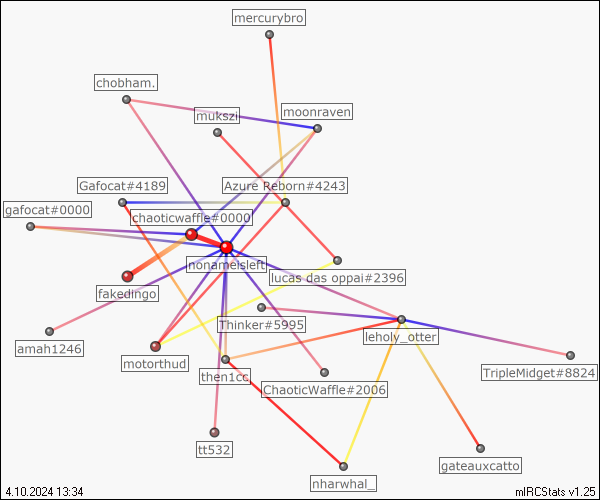 mercurybro
chobham.
mukszi
moonraven
Gafocat#4189
Azure Reborn#4243
gafocat#0000
chaoticwaffle#0000
nonameisleft
lucas das oppai#2396
fakedingo
Thinker#5995
leholy_otter
amah1246
motorthud
then1cc
ChaoticWaffle#2006
TripleMidget#8824
tt532
gateauxcatto
nharwhal_
4.10.2024 13:34
mIRCStats v1.25